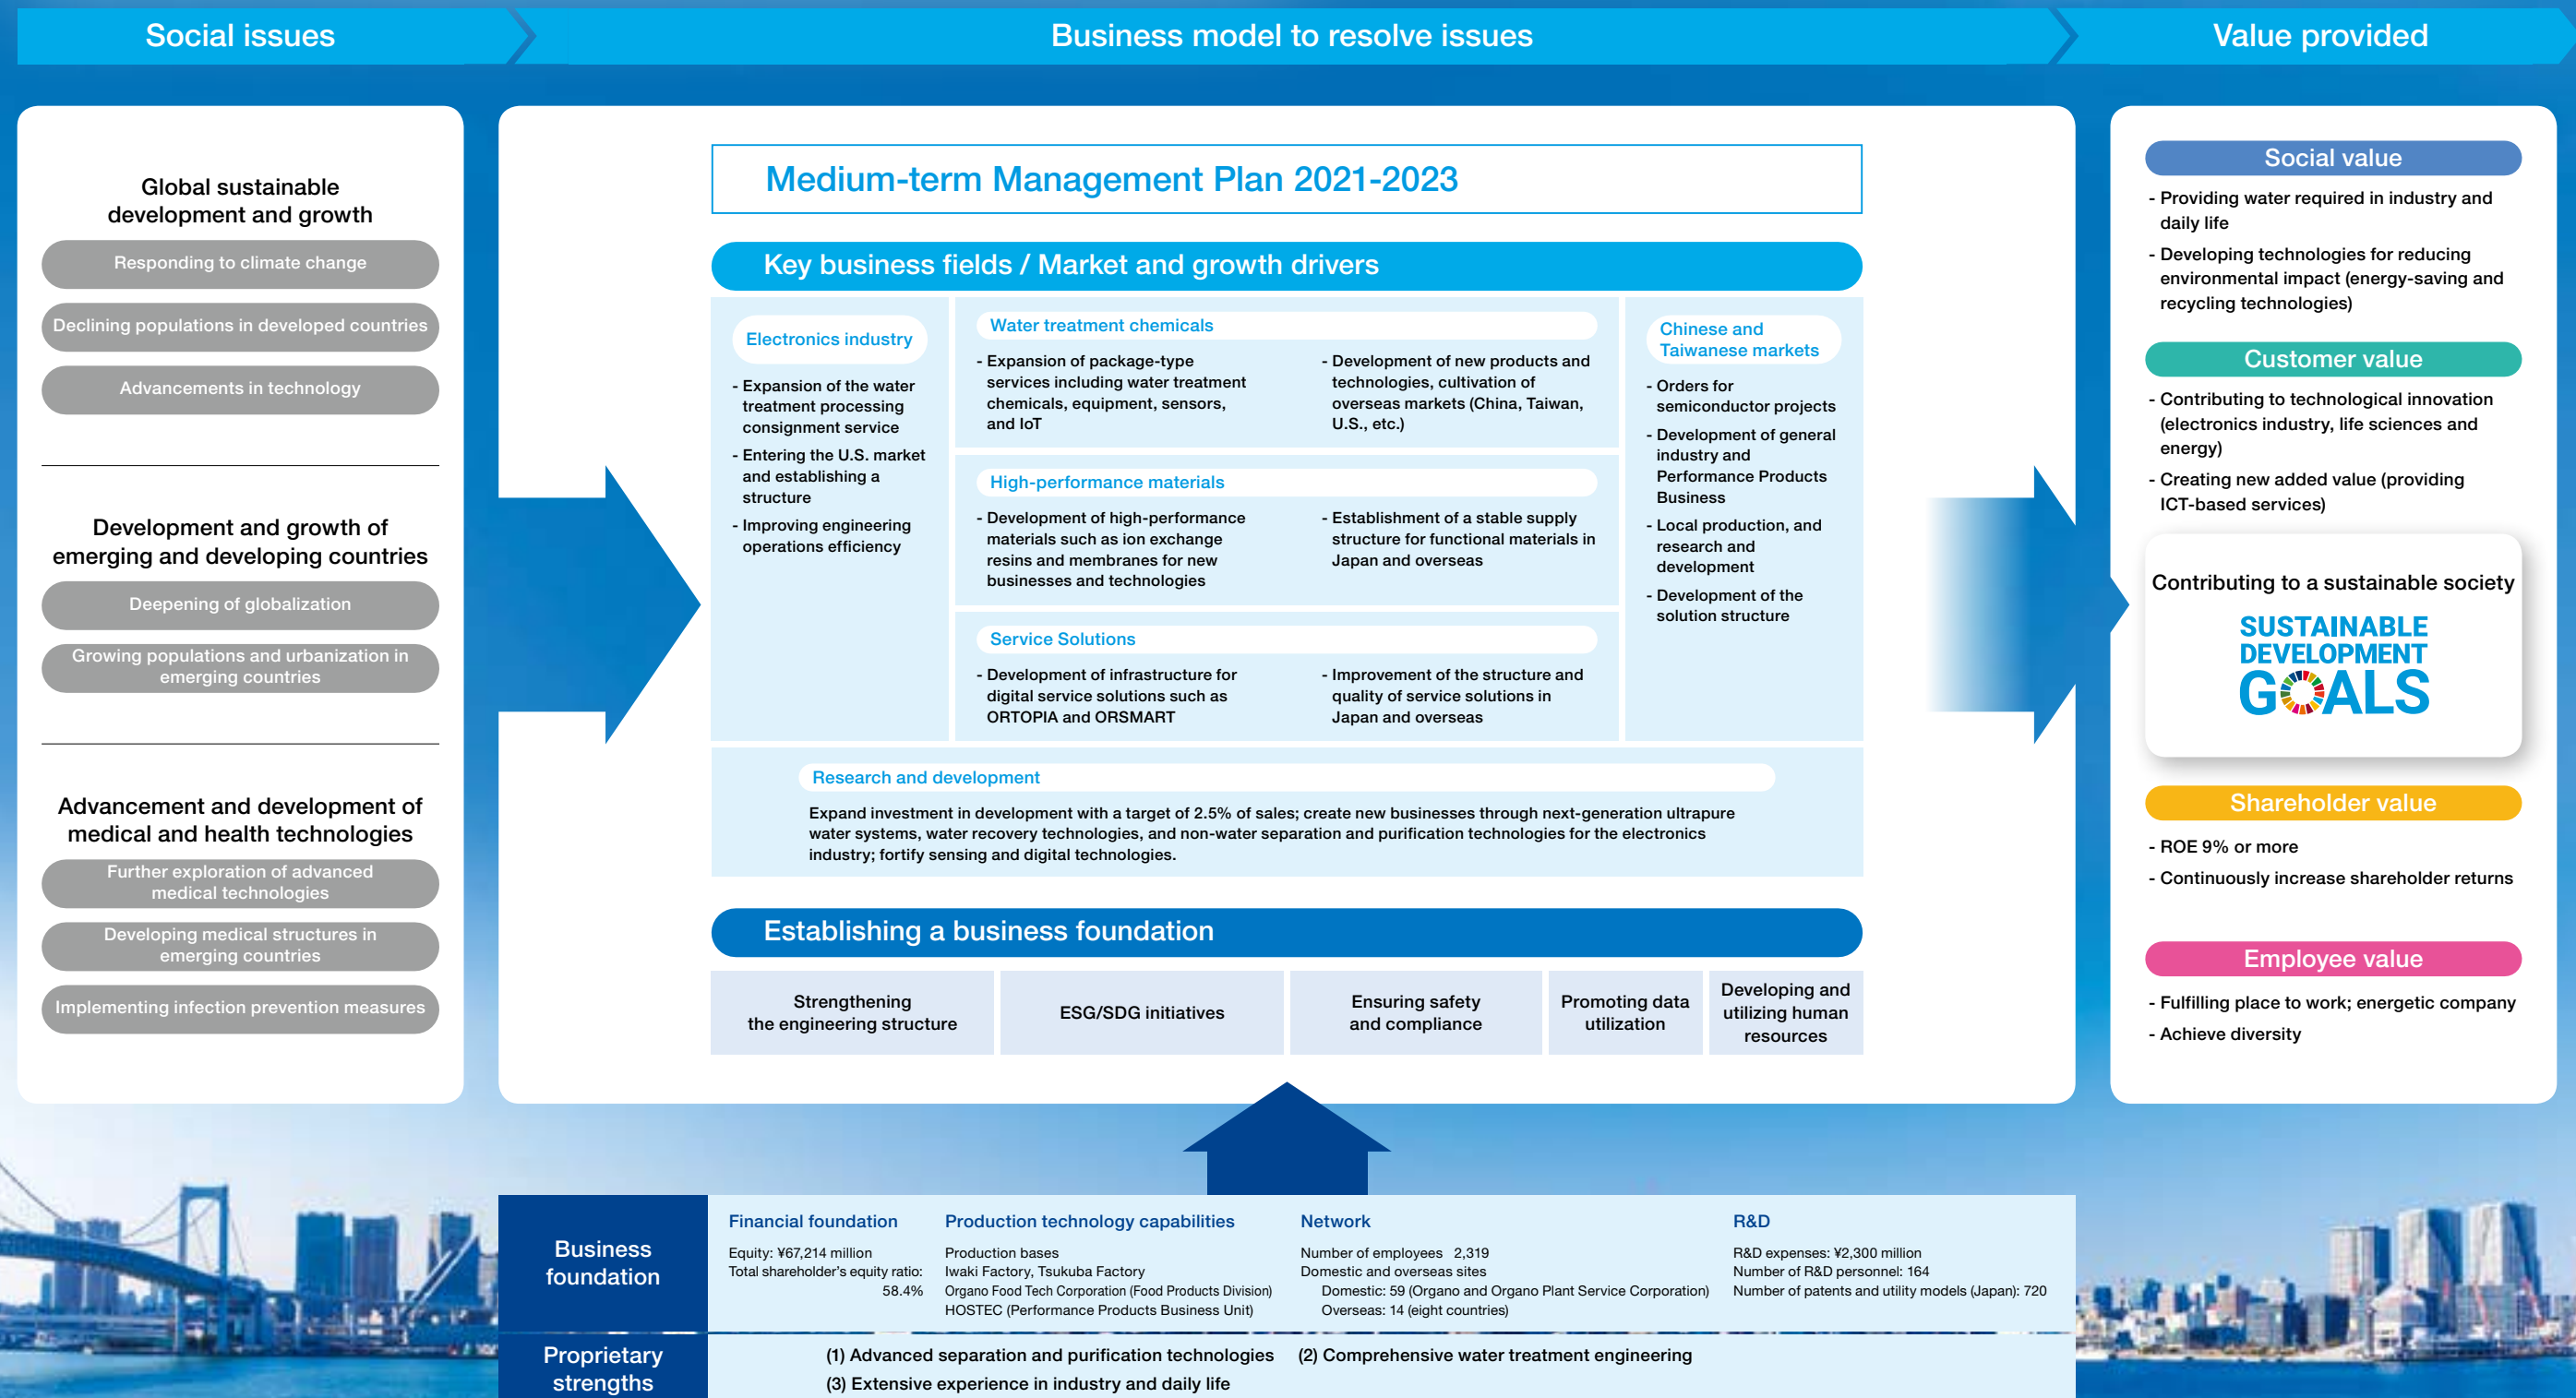 Social issues
Business model to resolve issues
Value provided
Global sustainable
development and growth
Responding to climate change
Declining populations in developed countries
Advancements in technology
Development and growth of
emerging and developing countries
Deepening of globalization
Growing populations and urbanization in
emerging countries
Advancement and development of
medical and health technologies
Further exploration of advanced
medical technologies
Developing medical structures in
emerging countries
Implementing infection prevention measures
Medium-term Management Plan 2021-2023
Key business fields / Market and growth drivers
Electronics industry
- Expansion of the water
treatment processing
consignment service
- Entering the U.S. market
and establishing a
structure
- Improving engineering
operations efficiency
Water treatment chemicals
- Expansion of package-type
services including water treatment
chemicals, equipment, sensors,
and IoT
- Development of new products and
technologies, cultivation of
overseas markets (China, Taiwan,
U.S., etc.)
High-performance materials
- Development of high-performance
materials such as ion exchange
resins and membranes for new
businesses and technologies
- Establishment of a stable supply
structure for functional materials in
Japan and overseas
Service Solutions
- Development of infrastructure for
digital service solutions such as
ORTOPIA and ORSMART
- Improvement of the structure and
quality of service solutions in
Japan and overseas
Chinese and
Taiwanese markets
- Orders for
semiconductor projects
- Development of general
industry and
Performance Products
Business
- Local production, and
research and
development
- Development of the
solution structure
Research and development
Expand investment in development with a target of 2.5% of sales; create new businesses through next-generation ultrapure
water systems, water recovery technologies, and non-water separation and purification technologies for the electronics
industry; fortify sensing and digital technologies.
Establishing a business foundation
Strengthening
the engineering structure
ESG/SDG initiatives
Ensuring safety
and compliance
Promoting data
utilization
Developing and
utilizing human
resources
Social value
- Providing water required in industry and
daily life
- Developing technologies for reducing
environmental impact (energy-saving and
recycling technologies)
Customer value
- Contributing to technological innovation
(electronics industry, life sciences and
energy)
- Creating new added value (providing
ICT-based services)
Contributing to a sustainable society
SUSTAINABLE
DEVELOPMENT
GOALS
Shareholder value
- ROE 9% or more
- Continuously increase shareholder returns
Employee value
- Fulfilling place to work; energetic company
- Achieve diversity
Business
foundation
Financial foundation
Equity: ¥67,214 million
Total shareholder's equity ratio:
58.4%
Production technology capabilities
Production bases
Iwaki Factory, Tsukuba Factory
Organo Food Tech Corporation (Food Products Division)
HOSTEC (Performance Products Business Unit)
Network
Number of employees 2,319
Domestic and overseas sites
Domestic: 59 (Organo and Organo Plant Service Corporation)
Overseas: 14 (eight countries)
R&D
R&D expenses: ¥2,300 million
Number of R&D personnel: 164
Number of patents and utility models (Japan): 720
Proprietary
strengths
(1) Advanced separation and purification technologies (2) Comprehensive water treatment engineering
(3) Extensive experience in industry and daily life